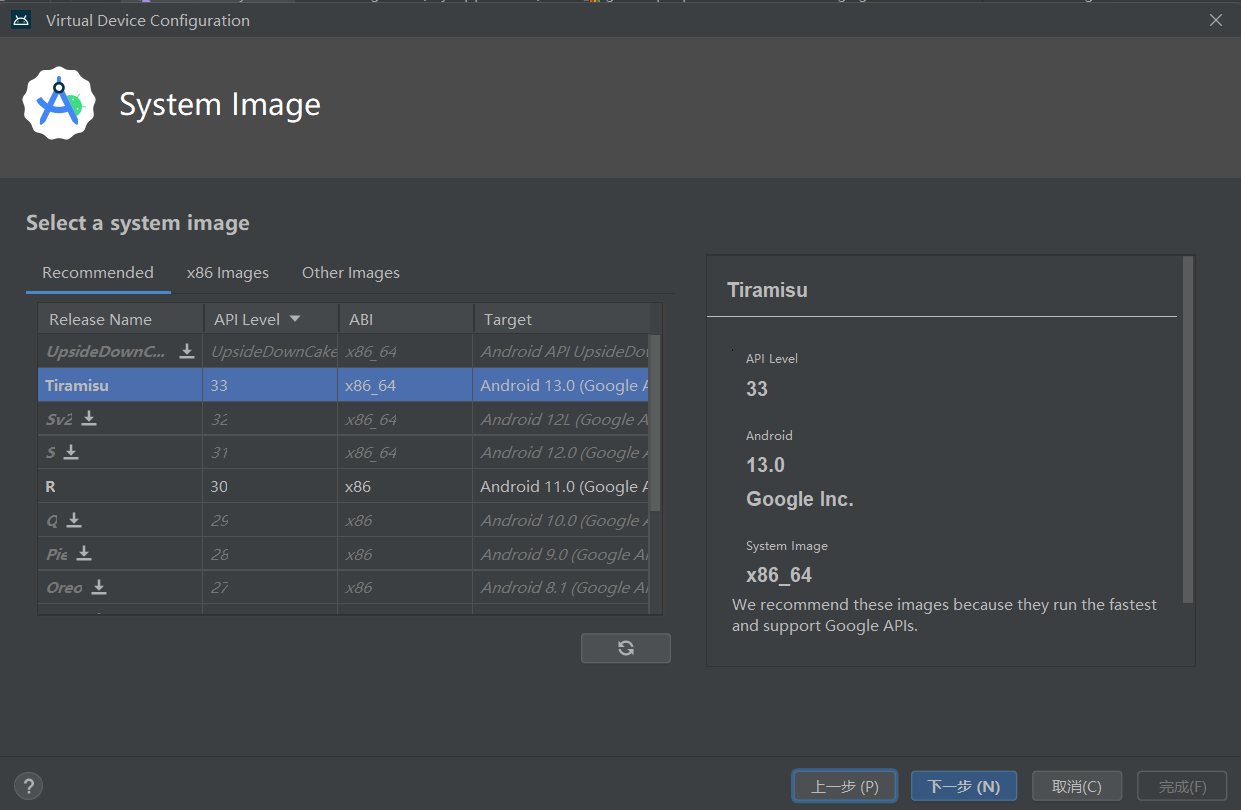 Virtual Device Configuration
System Image
Select a system image
Recommended x86 Images Other Images
Release Name API Level ABI Target
UpsideDownC... UpsideDownCake x86_64 Android API UpsideDov
Tiramisu 33 x86_64 Android 13.0 (Google A
Sv2 32 x86_64 Android 12L (Google A
S 31 x86_64 Android 12.0 (Google A
R 30 x86 Android 11.0 (Google A
Q 29 x86 Android 10.0 (Google A
Pie 28 x86 Android 9.0 (Google AI
Oreo 27 x86 Android 8.1 (Google AI
Tiramisu
API Level
33
Android
13.0
Google Inc.
System Image
x86_64
We recommend these images because they run the fastest
and support Google APIs.
?
上一步 (P) 下一步 (N) 取消(C) 完成(F)